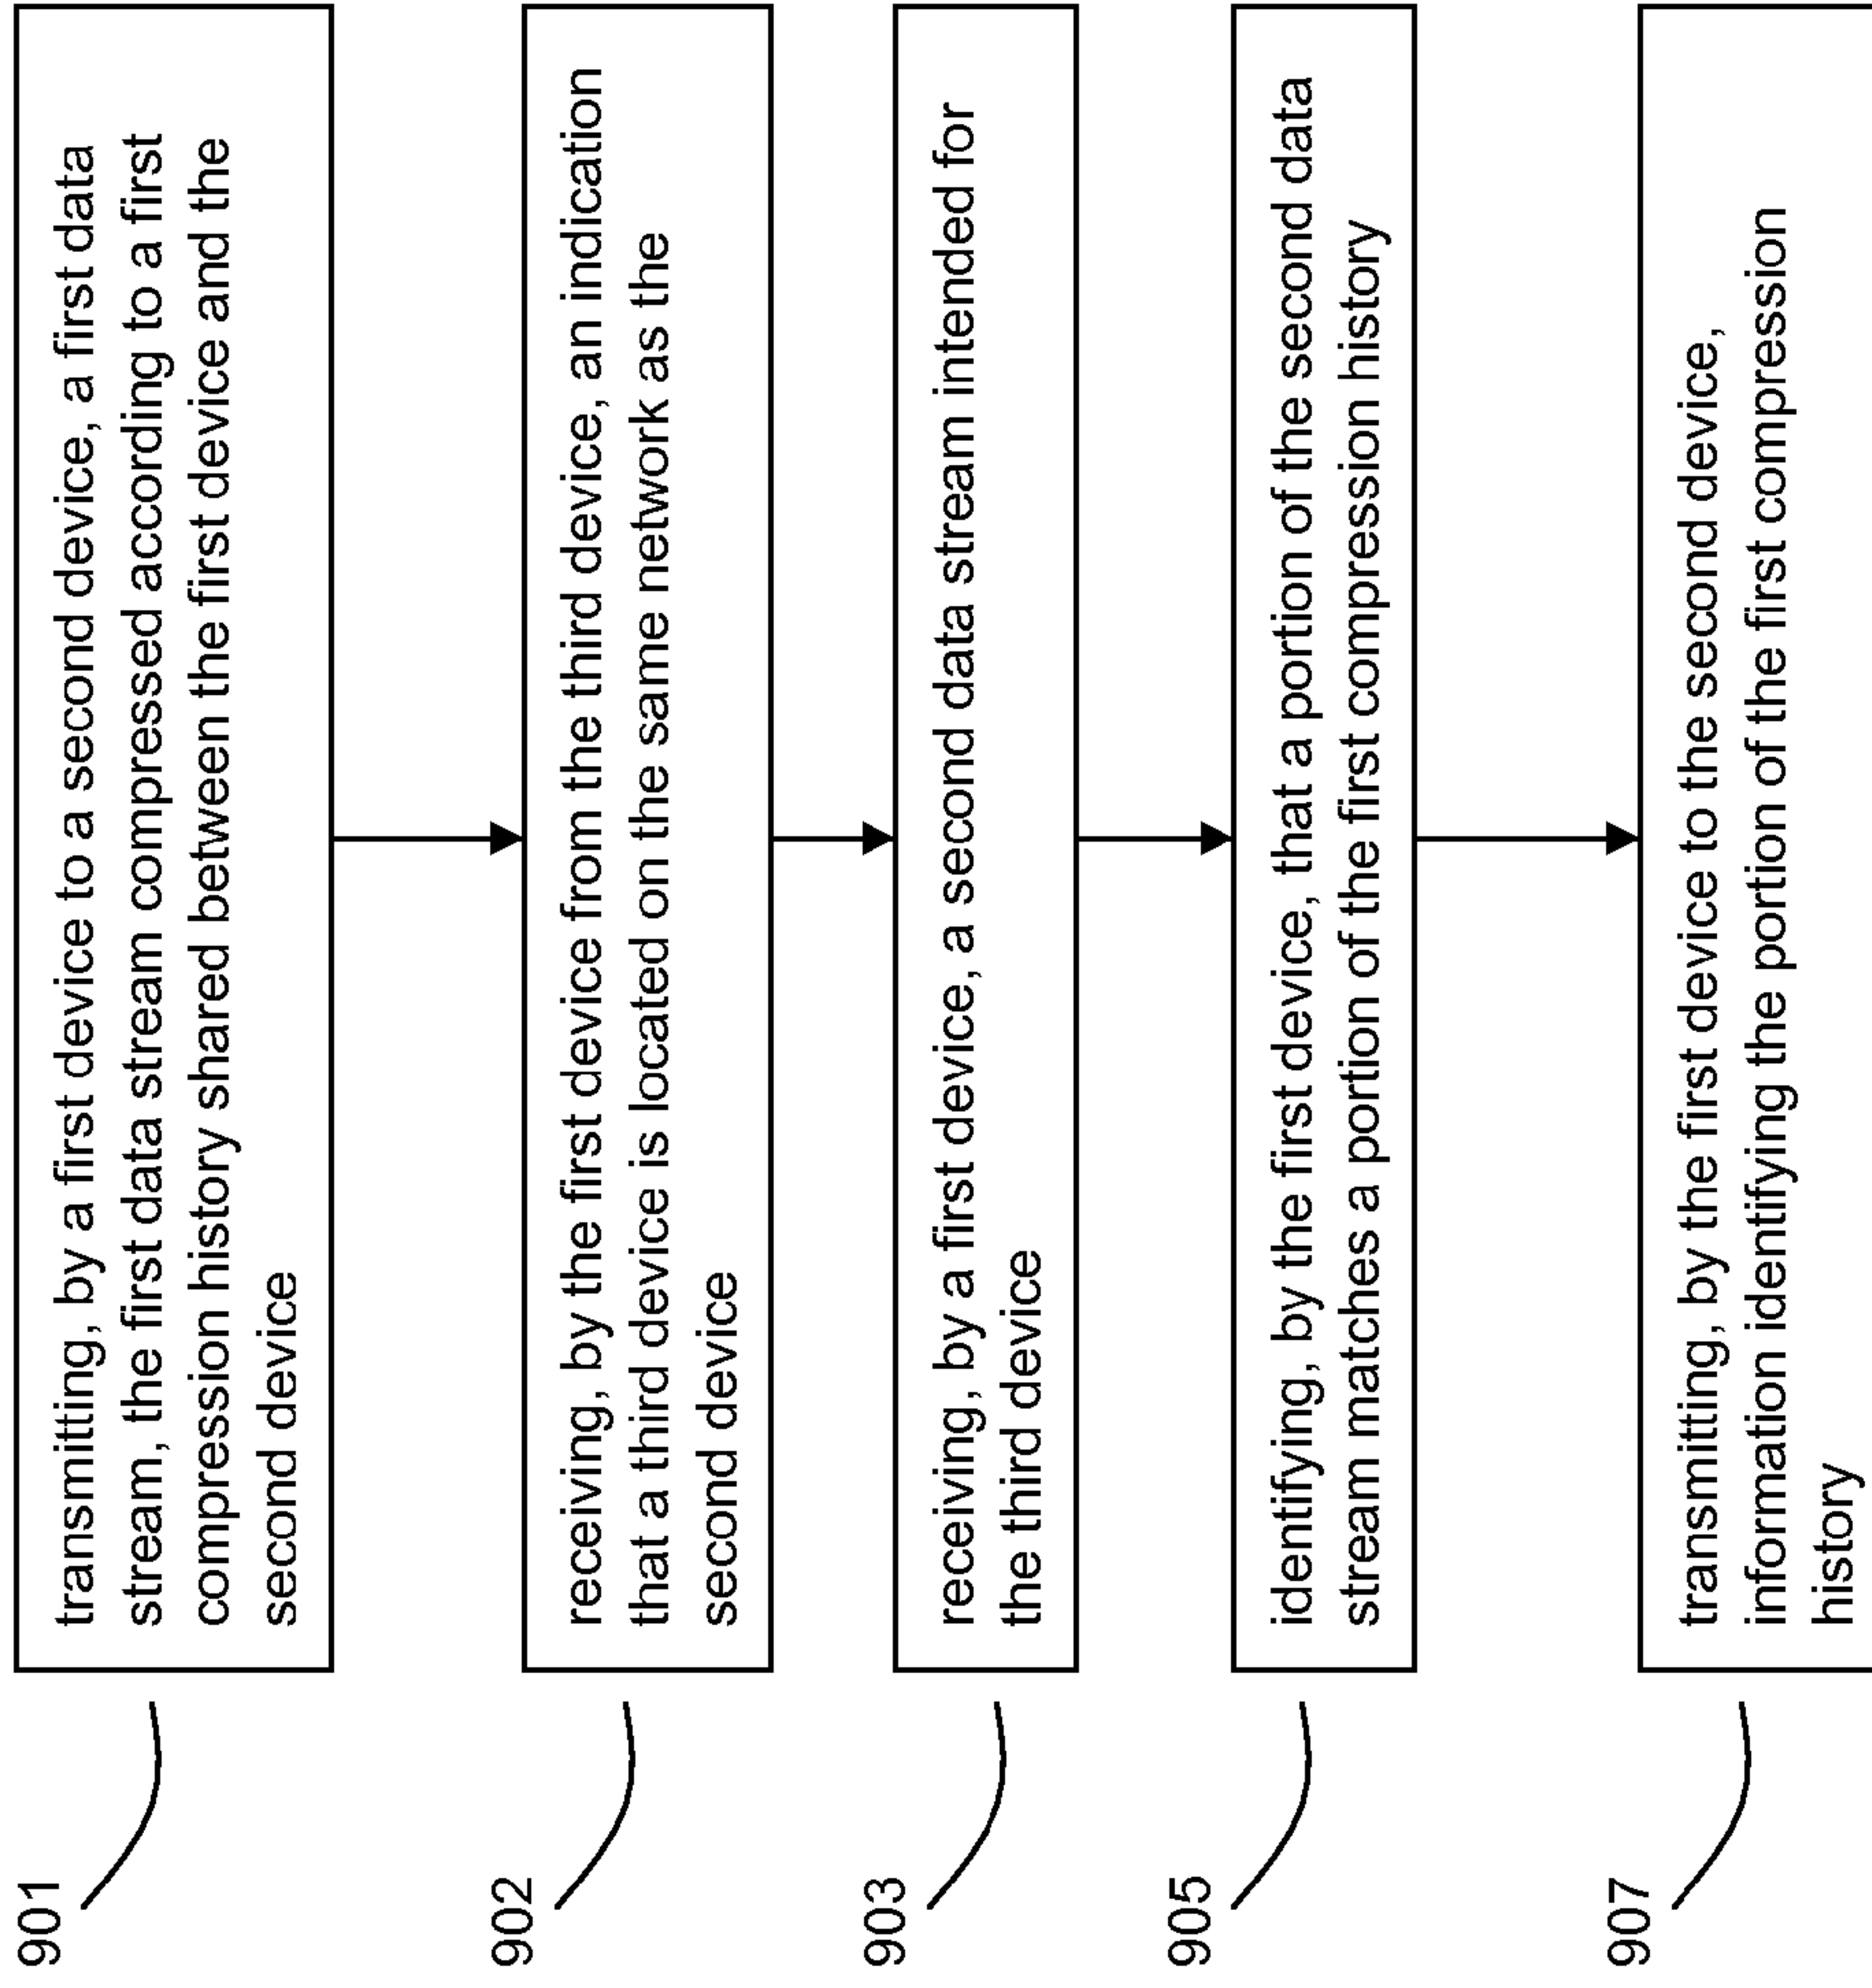 901
transmitting, by a first device to a second device, a first data
stream, the first data stream compressed according to a first
compression history shared between the first device and the
second device
902
receiving, by the first device from the third device, an indication
that a third device is located on the same network as the
second device
903
receiving, by a first device, a second data stream intended for
the third device
905
identifying, by the first device, that a portion of the second data
stream matches a portion of the first compression history
907
transmitting, by the first device to the second device,
information identifying the portion of the first compression
history